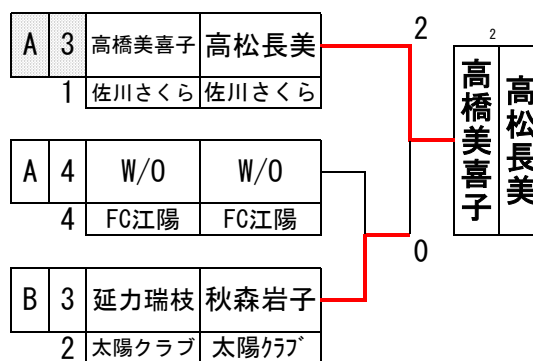 A 3 高橋美喜子 高松長美
1 佐川さくら 佐川さくら
A 4 W/O W/O
4 FC江陽 FC江陽
B 3 延力瑞枝 秋森岩子
2 太陽クラブ 太陽ｸﾗﾌﾞ
2
0
2
高橋美喜子
高松長美